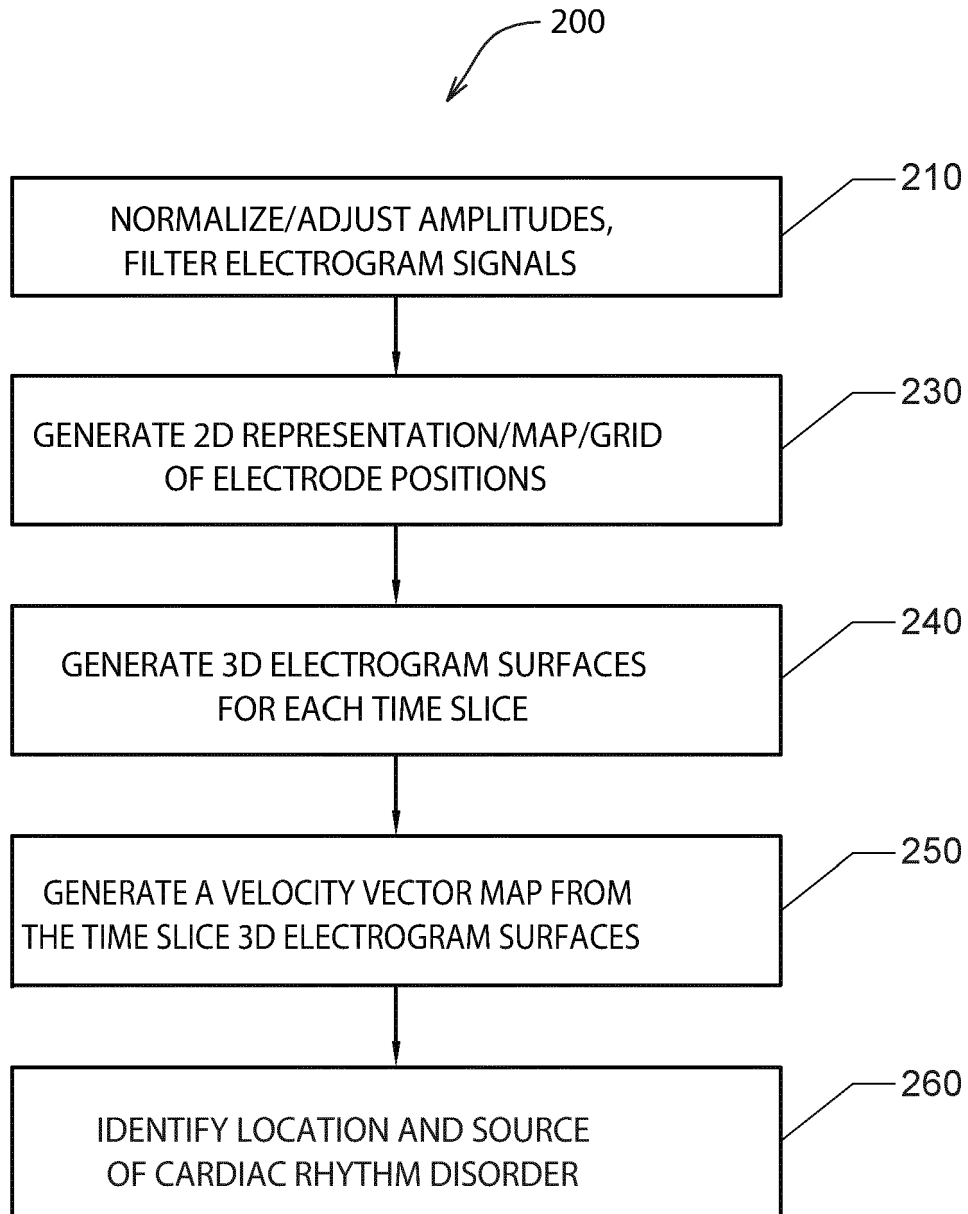 200
210
NORMALIZE/ADJUST AMPLITUDES,
FILTER ELECTROGRAM SIGNALS
230
GENERATE 2D REPRESENTATION/MAP/GRID
OF ELECTRODE POSITIONS
240
GENERATE 3D ELECTROGRAM SURFACES
FOR EACH TIME SLICE
250
GENERATE A VELOCITY VECTOR MAP FROM
THE TIME SLICE 3D ELECTROGRAM SURFACES
260
IDENTIFY LOCATION AND SOURCE
OF CARDIAC RHYTHM DISORDER